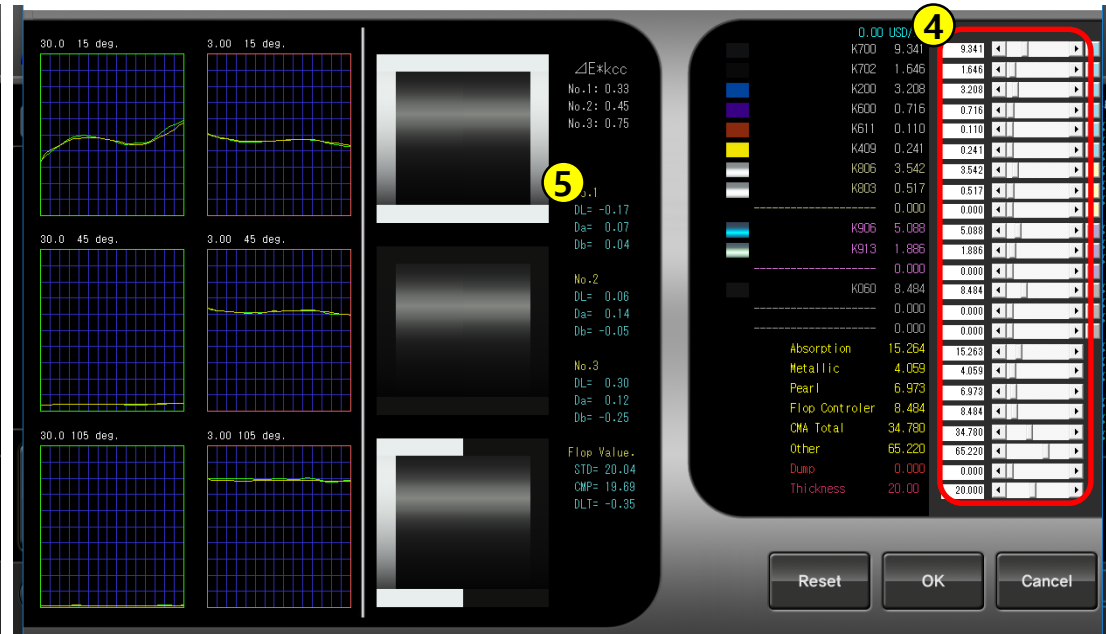 30.0 15 deg.
3.00 15 deg.
30.0 45 deg.
3.00 45 deg.
30.0 105 deg.
3.00 105 deg.
⊿E*kcc
No.1: 0.33
No.2: 0.45
No.3: 0.75
5
DL= -0.17
Da= 0.07
Db= 0.04
No.2
DL= 0.06
Da= 0.14
Db= -0.05
No.3
DL= 0.30
Da= 0.12
Db= -0.25
Flop Value.
STD= 20.04
CMP= 19.69
DLT= -0.35
4
0.00 USD/
K700 9.341 9.341
K702 1.646 1.646
K200 3.208 3.208
K600 0.716 0.716
K611 0.110 0.110
K409 0.241 0.241
K806 3.542 3.542
K803 0.517 0.517
0.000 0.000
K906 5.088 5.088
K913 1.886 1.886
0.000 0.000
K060 8.484 8.484
0.000 0.000
0.000 0.000
Absorption 15.264 15.263
Metallic 4.059 4.059
Pearl 6.973 6.973
Flop Controler 8.484 8.484
CMA Total 34.780 34.780
Other 65.220 65.220
Dump 0.000 0.000
Thickness 20.00 20.000
Reset
OK
Cancel